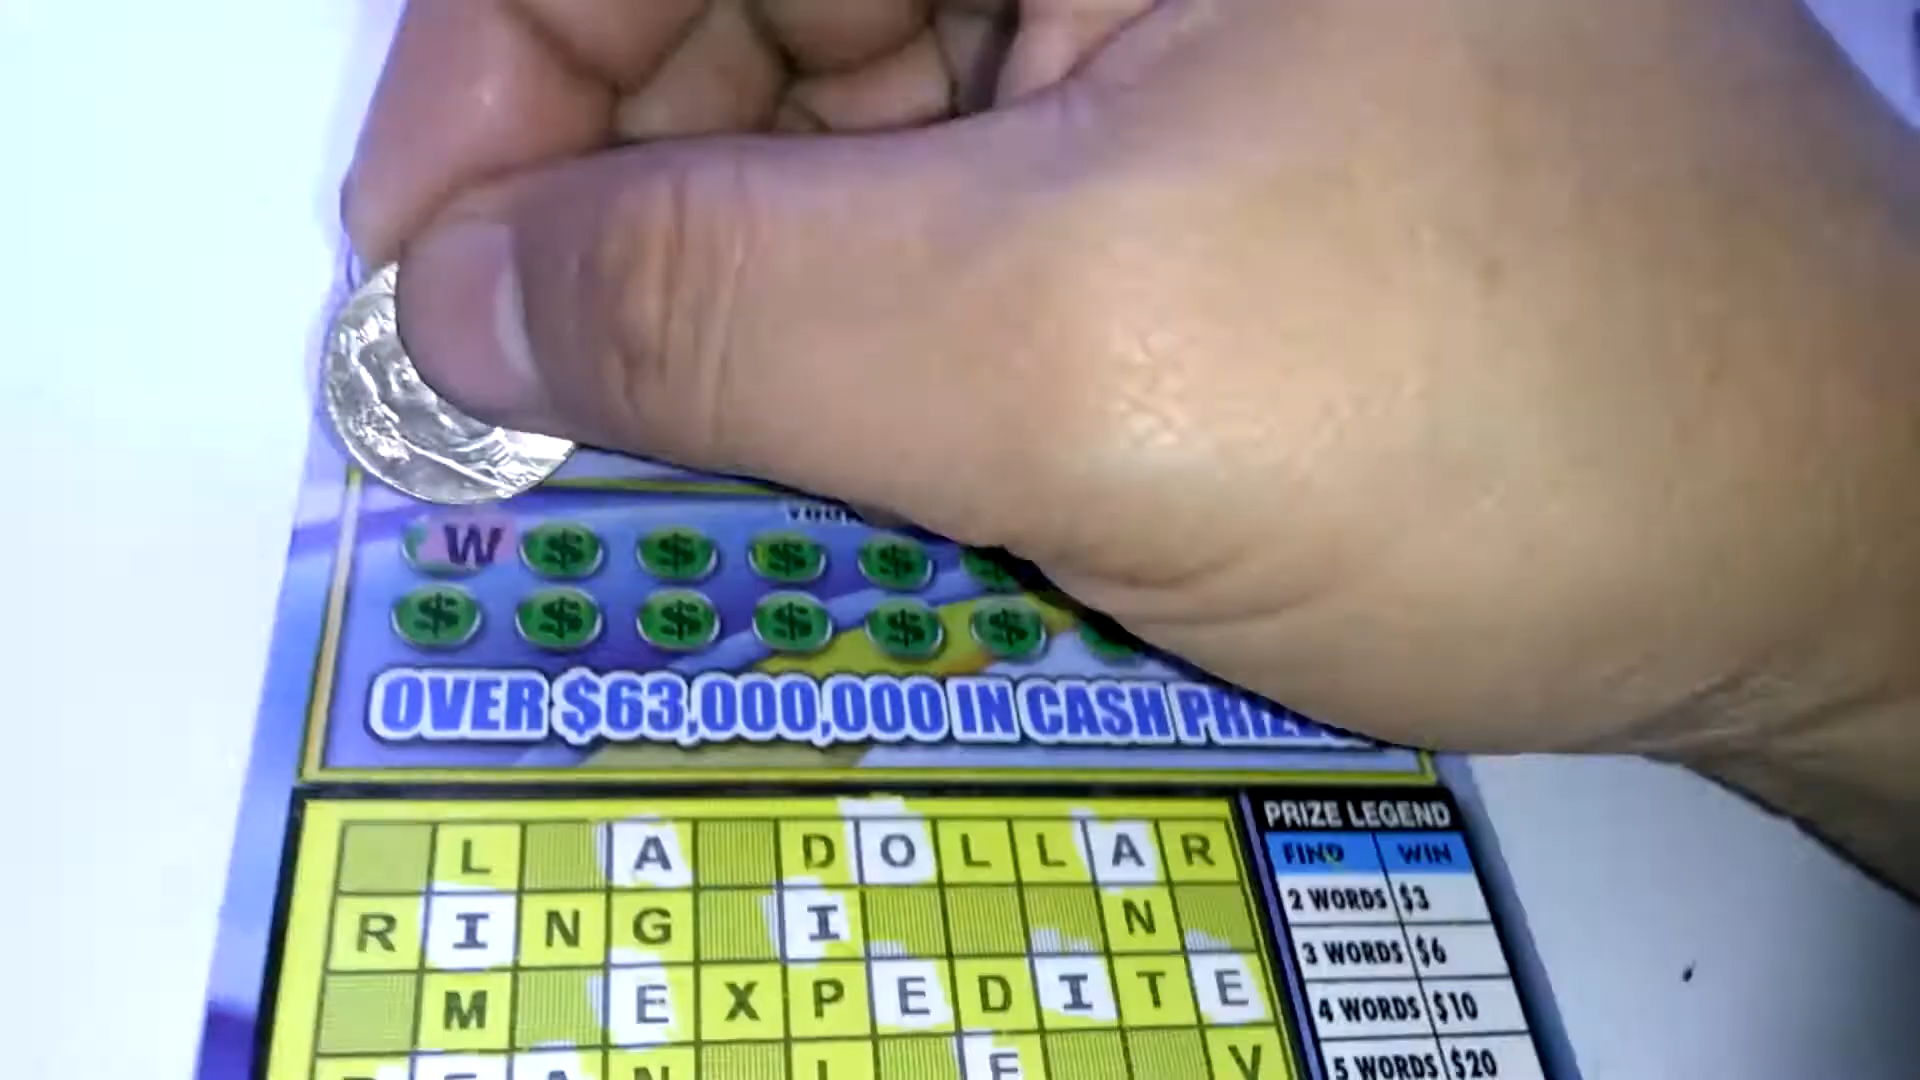 W $ $ $ $
$ $ $ $ $ $
OVER $63,000,000 IN CASH
L A D O L L A R
R I N G I N
M E X P E D I T E
E A N I E V
PRIZE LEGEND
FIND WIN
2 WORDS $3
3 WORDS $6
4 WORDS $10
5 WORDS $20